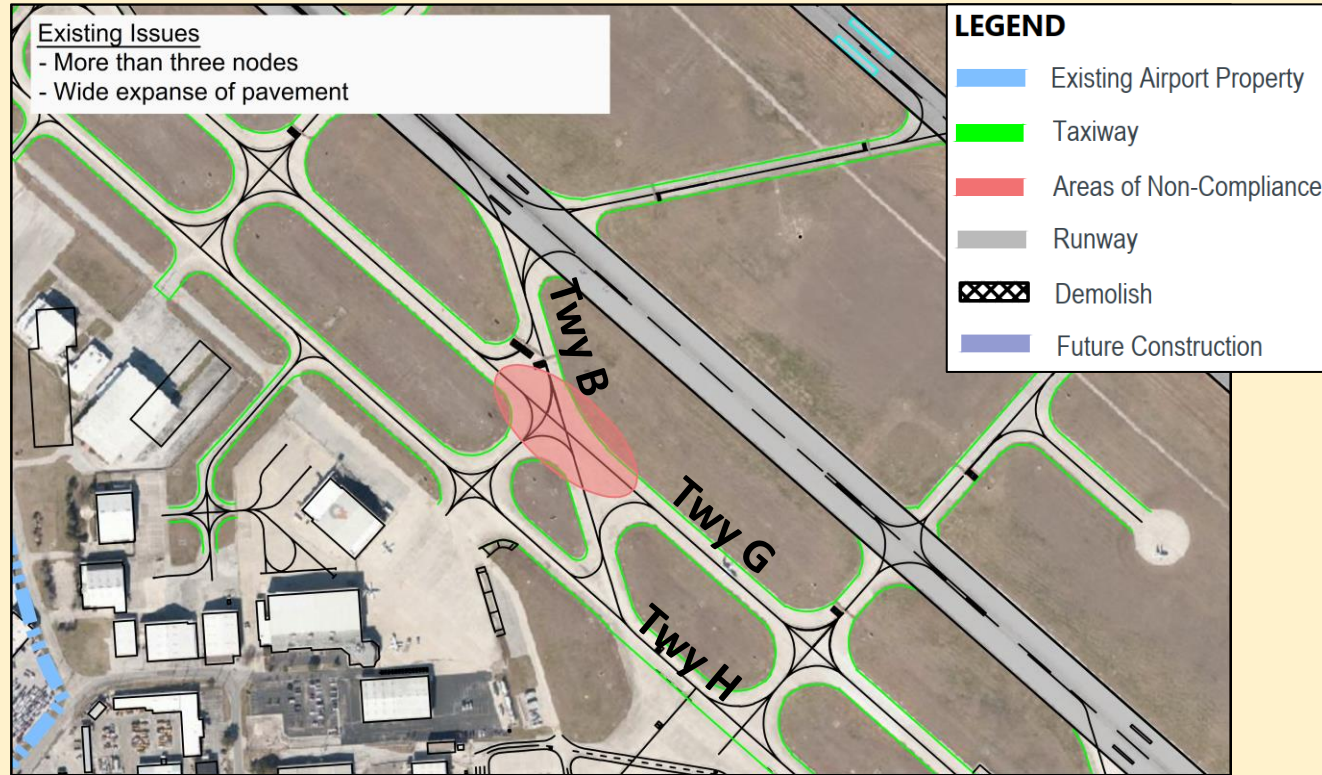 Existing Issues
- More than three nodes
- Wide expanse of pavement
LEGEND
Existing Airport Property
Taxiway
Areas of Non-Compliance
Runway
Demolish
Future Construction
Twy B
Twy G
Twy H